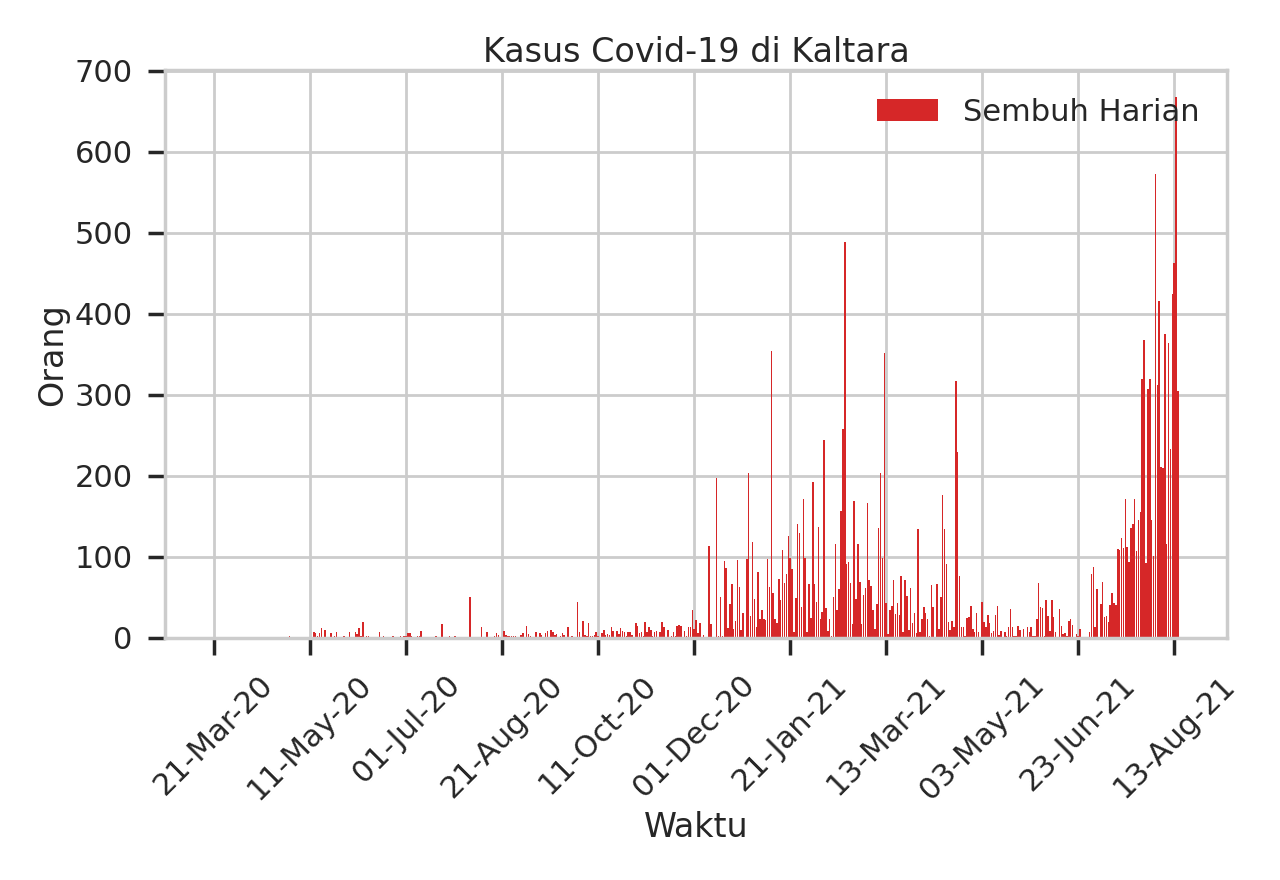 Kasus Covid-19 di Kaltara
Sembuh Harian
Orang
700
600
500
400
300
200
100
0
21-Mar-20
11-May-20
01-Jul-20
21-Aug-20
11-Oct-20
01-Dec-20
21-Jan-21
13-Mar-21
03-May-21
23-Jun-21
13-Aug-21
Waktu